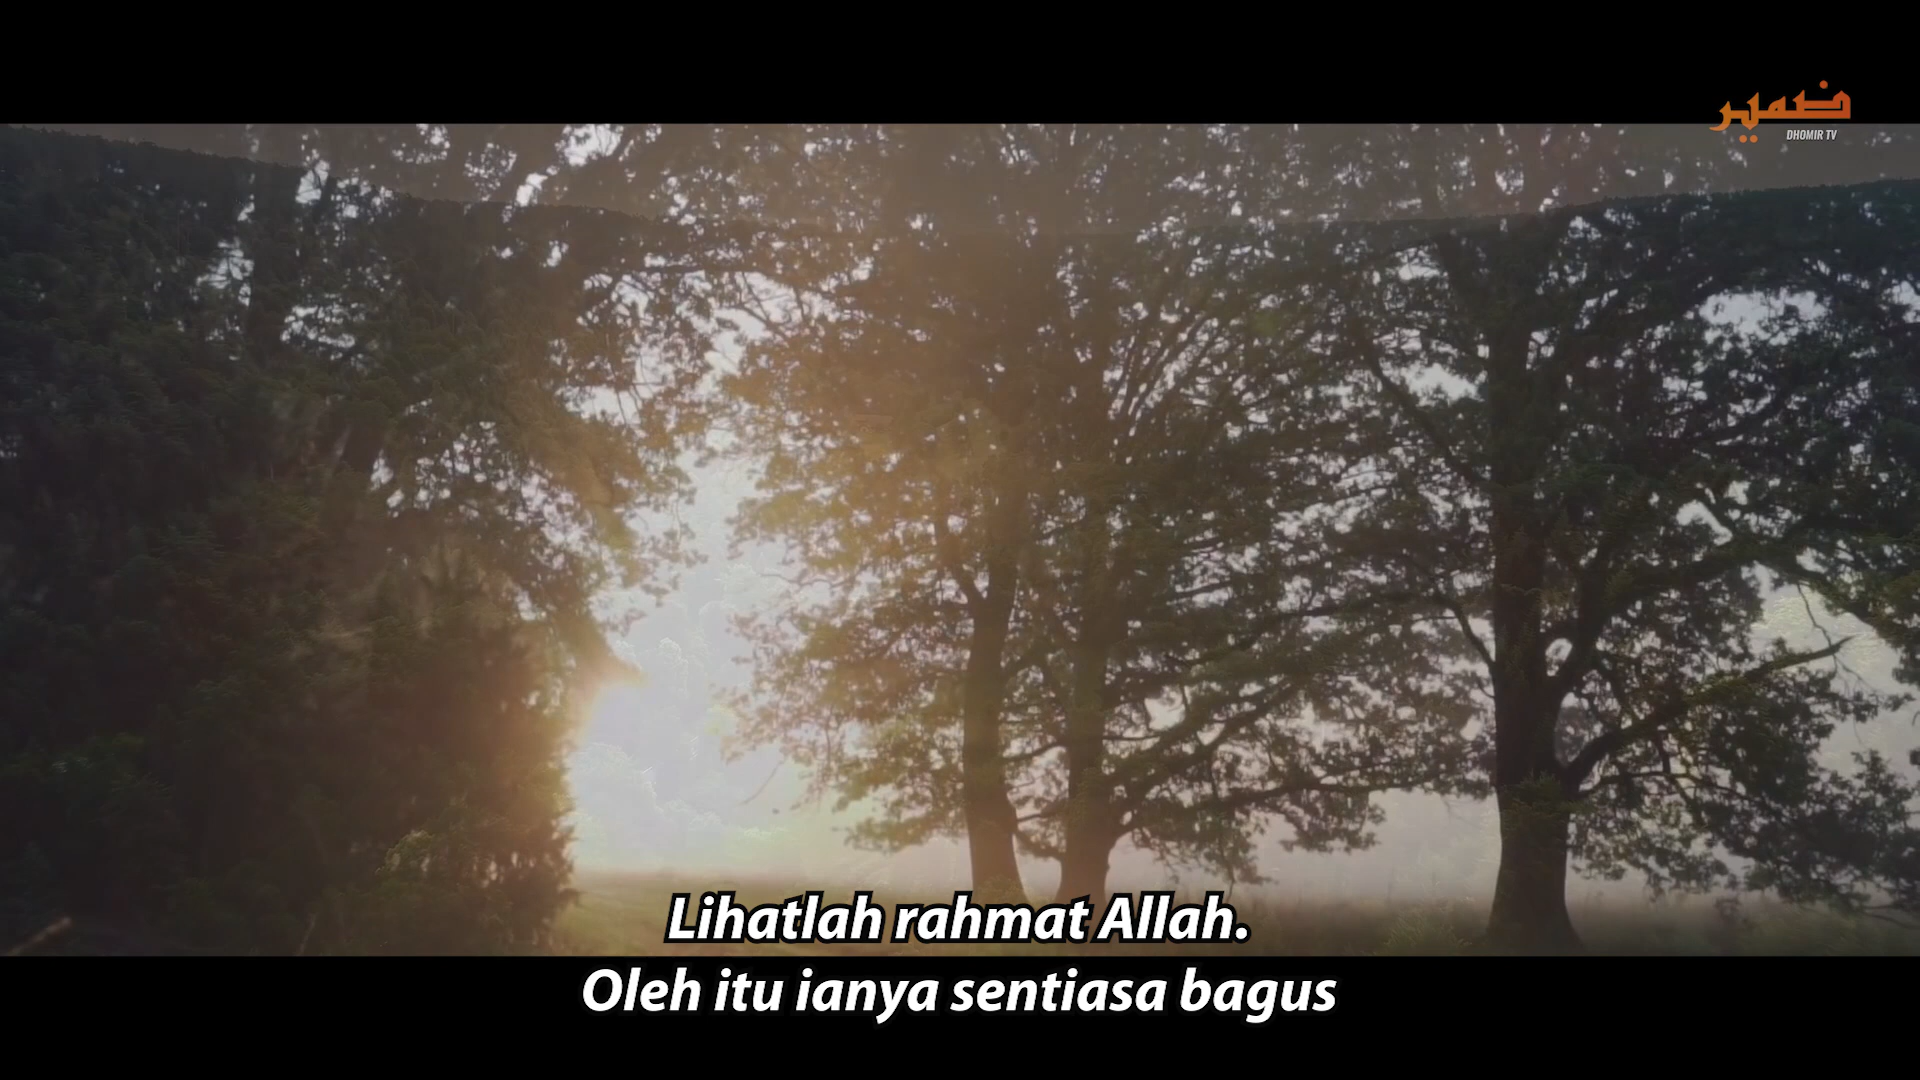 ضمير
DHOMIR TV
Lihatlah rahmat Allah.
Oleh itu ianya sentiasa bagus